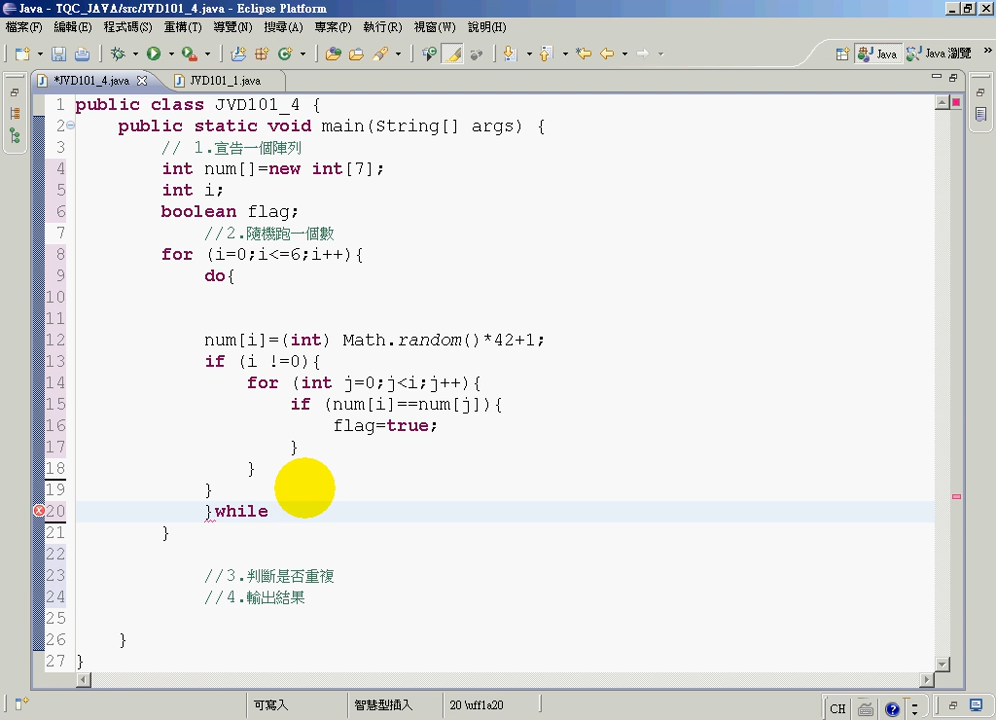 Java - TQC_JAVA/src/JVD101_4.java - Eclipse Platform
檔案(F) 編輯(E) 程式碼(S) 重構(T) 導覽(N) 搜尋(A) 專案(P) 執行(R) 視窗(W) 說明(H)
Java Java 瀏覽 »
*JVD101_4.java JVD101_1.java
1 public class JVD101_4 {
2 public static void main(String[] args) {
3 // 1.宣告一個陣列
4 int num[]=new int[7];
5 int i;
6 boolean flag;
7 //2.隨機跑一個數
8 for (i=0;i<=6;i++){
9 do{
10
11
12 num[i]=(int) Math.random()*42+1;
13 if (i !=0){
14 for (int j=0;j<i;j++){
15 if (num[i]==num[j]){
16 flag=true;
17 }
18 }
19 }
20 }while
21 }
22
23 //3.判斷是否重複
24 //4.輸出結果
25
26 }
27 }
可寫入 智慧型插入 20 \uff1a20 CH